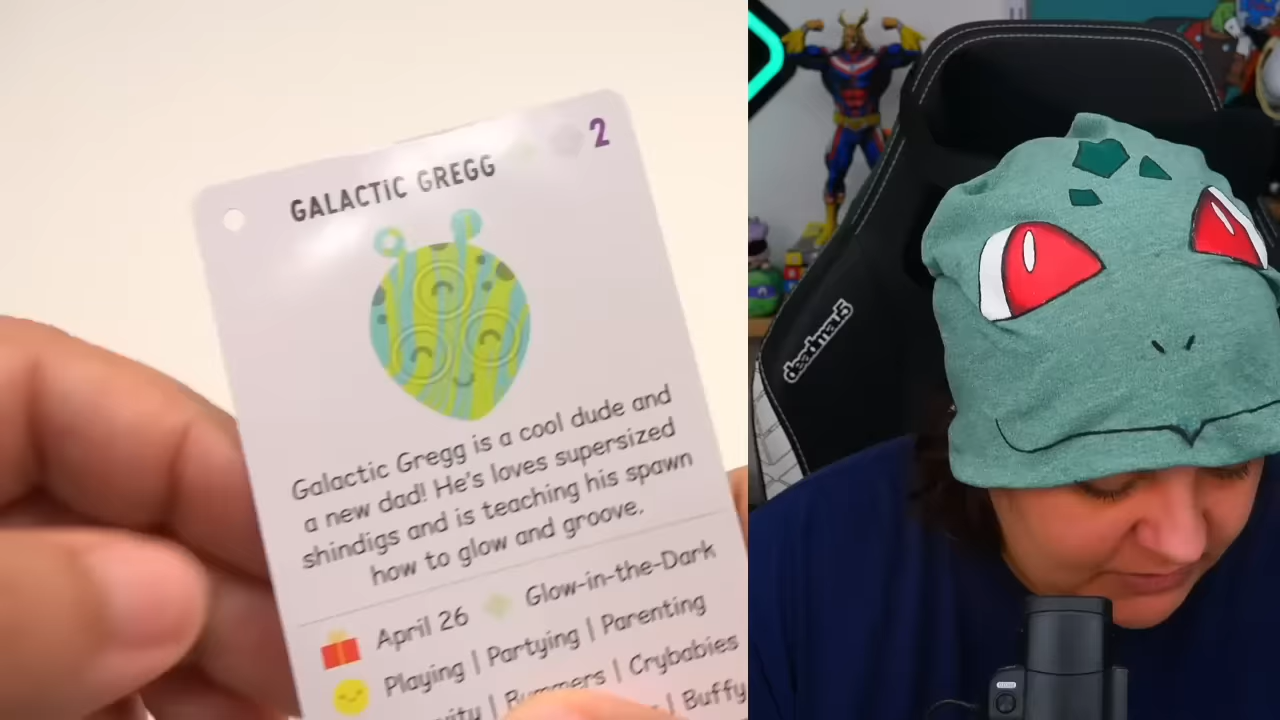 2
GALACTiC GREGG
Galactic Gregg is a cool dude and
a new dad! He's loves supersized
shindigs and is teaching his spawn
how to glow and groove.
April 26 Glow-in-the-Dark
Playing | Partying | Parenting
| Bummers | Crybabies
| Buffy
deadmau5